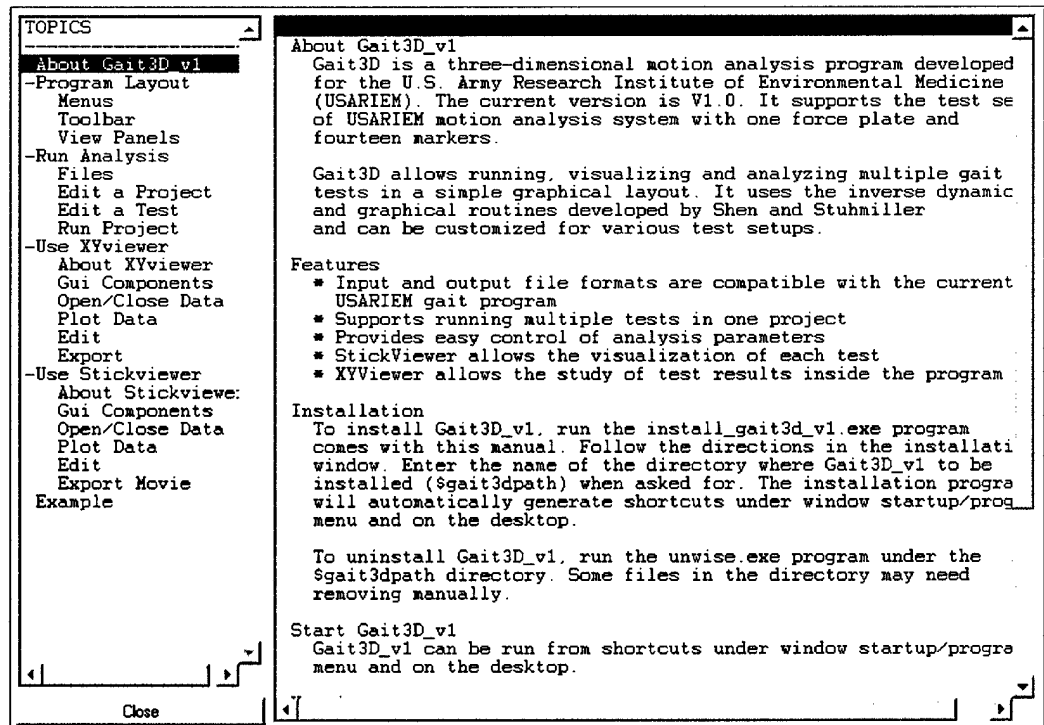 TOPICS
About Gait3D_v1
-Program Layout
Menus
Toolbar
View Panels
-Run Analysis
Files
Edit a Project
Edit a Test
Run Project
-Use XYviewer
About XYviewer
Gui Components
Open/Close Data
Plot Data
Edit
Export
-Use Stickviewer
About Stickviewe:
Gui Components
Open/Close Data
Plot Data
Edit
Export Movie
Example
Close
About Gait3D_v1
Gait3D is a three-dimensional motion analysis program developed
for the U.S. Army Research Institute of Environmental Medicine
(USARIEM). The current version is V1.0. It supports the test se
of USARIEM motion analysis system with one force plate and
fourteen markers.
Gait3D allows running, visualizing and analyzing multiple gait
tests in a simple graphical layout. It uses the inverse dynamic
and graphical routines developed by Shen and Stuhmiller
and can be customized for various test setups.
Features
* Input and output file formats are compatible with the current
USARIEM gait program
* Supports running multiple tests in one project
* Provides easy control of analysis parameters
* StickViewer allows the visualization of each test
* XYViewer allows the study of test results inside the program
Installation
To install Gait3D_v1, run the install_gait3d_v1.exe program
comes with this manual. Follow the directions in the installati
window. Enter the name of the directory where Gait3D_v1 to be
installed ($gait3dpath) when asked for. The installation progra
will automatically generate shortcuts under window startup/prog
menu and on the desktop.
To uninstall Gait3D_v1, run the unwise.exe program under the
$gait3dpath directory. Some files in the directory may need
removing manually.
Start Gait3D_v1
Gait3D_v1 can be run from shortcuts under window startup/progra
menu and on the desktop.